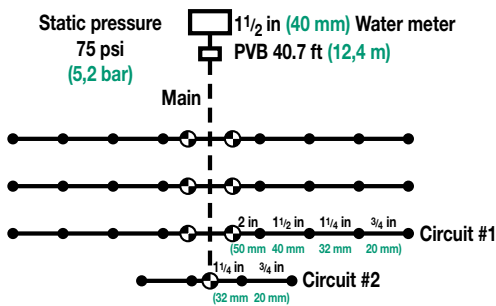 Static pressure
75 psi
(5,2 bar)
1 1/2 in (40 mm) Water meter
PVB 40.7 ft (12,4 m)
Main
2 in 1 1/2 in 1 1/4 in 3/4 in
(50 mm 40 mm 32 mm 20 mm)
Circuit #1
1 1/4 in 3/4 in
(32 mm 20 mm)
Circuit #2